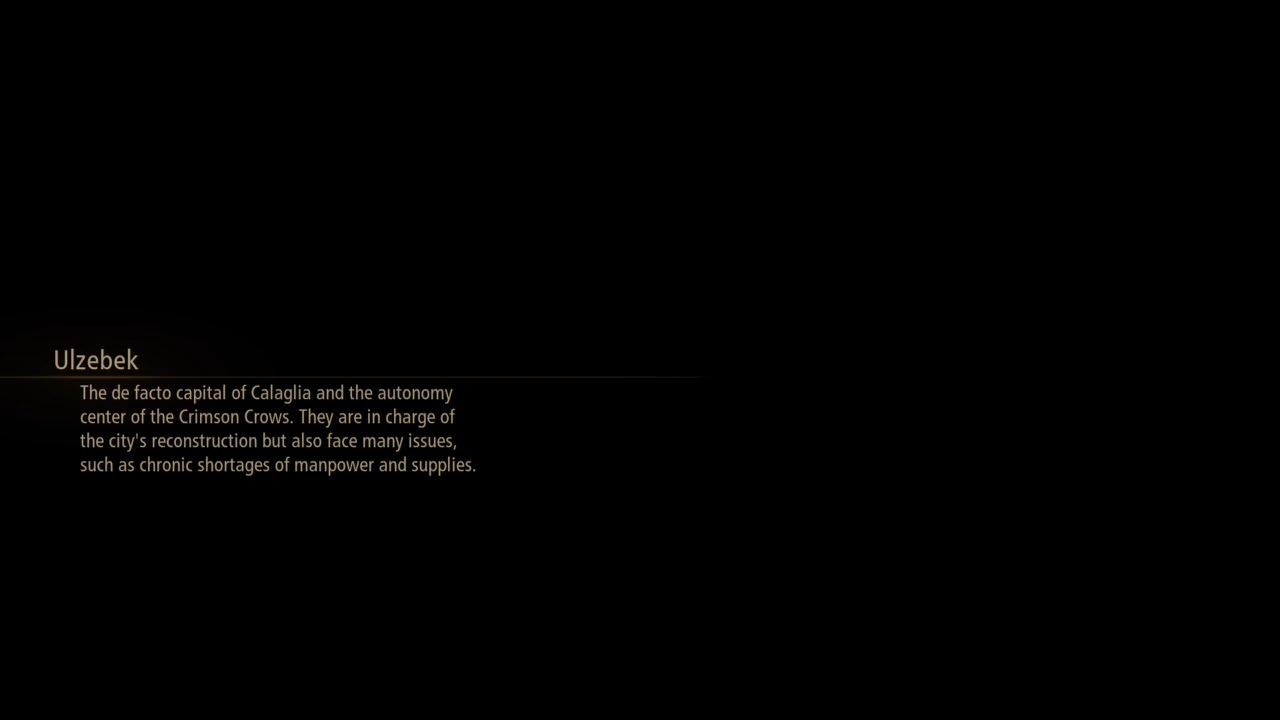 Ulzebek
The de facto capital of Calaglia and the autonomy
center of the Crimson Crows. They are in charge of
the city's reconstruction but also face many issues,
such as chronic shortages of manpower and supplies.